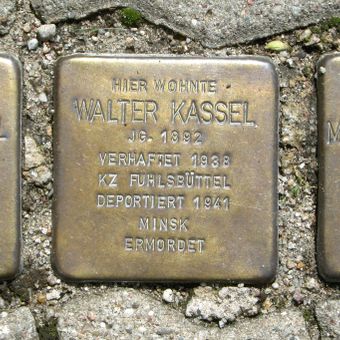 HIER WOHNTE
WALTER KASSEL
JG. 1892
VERHAFTET 1938
KZ FUHLSBÜTTEL
DEPORTIERT 1941
MINSK
ERMORDET